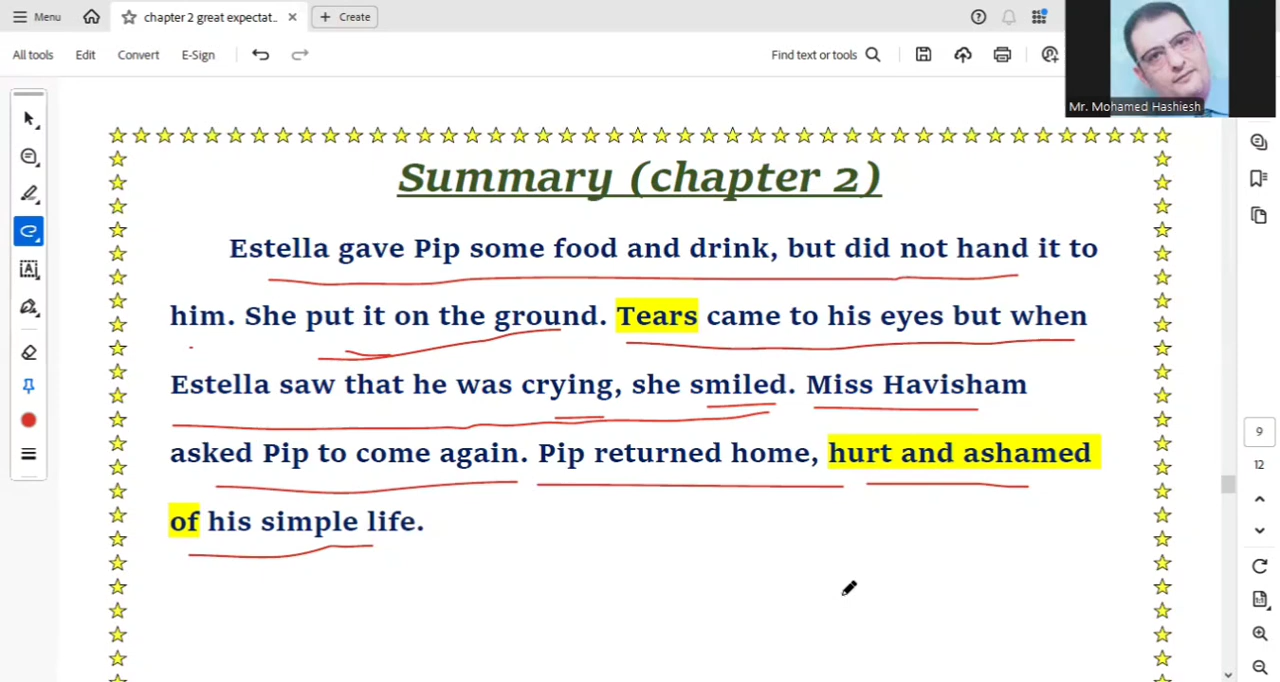 Menu
chapter 2 great expectat..
Create
All tools
Edit
Convert
E-Sign
Find text or tools
Mr. Mohamed Hashiesh
Summary (chapter 2)
Estella gave Pip some food and drink, but did not hand it to
him. She put it on the ground. Tears came to his eyes but when
Estella saw that he was crying, she smiled. Miss Havisham
asked Pip to come again. Pip returned home, hurt and ashamed
of his simple life.
9
12